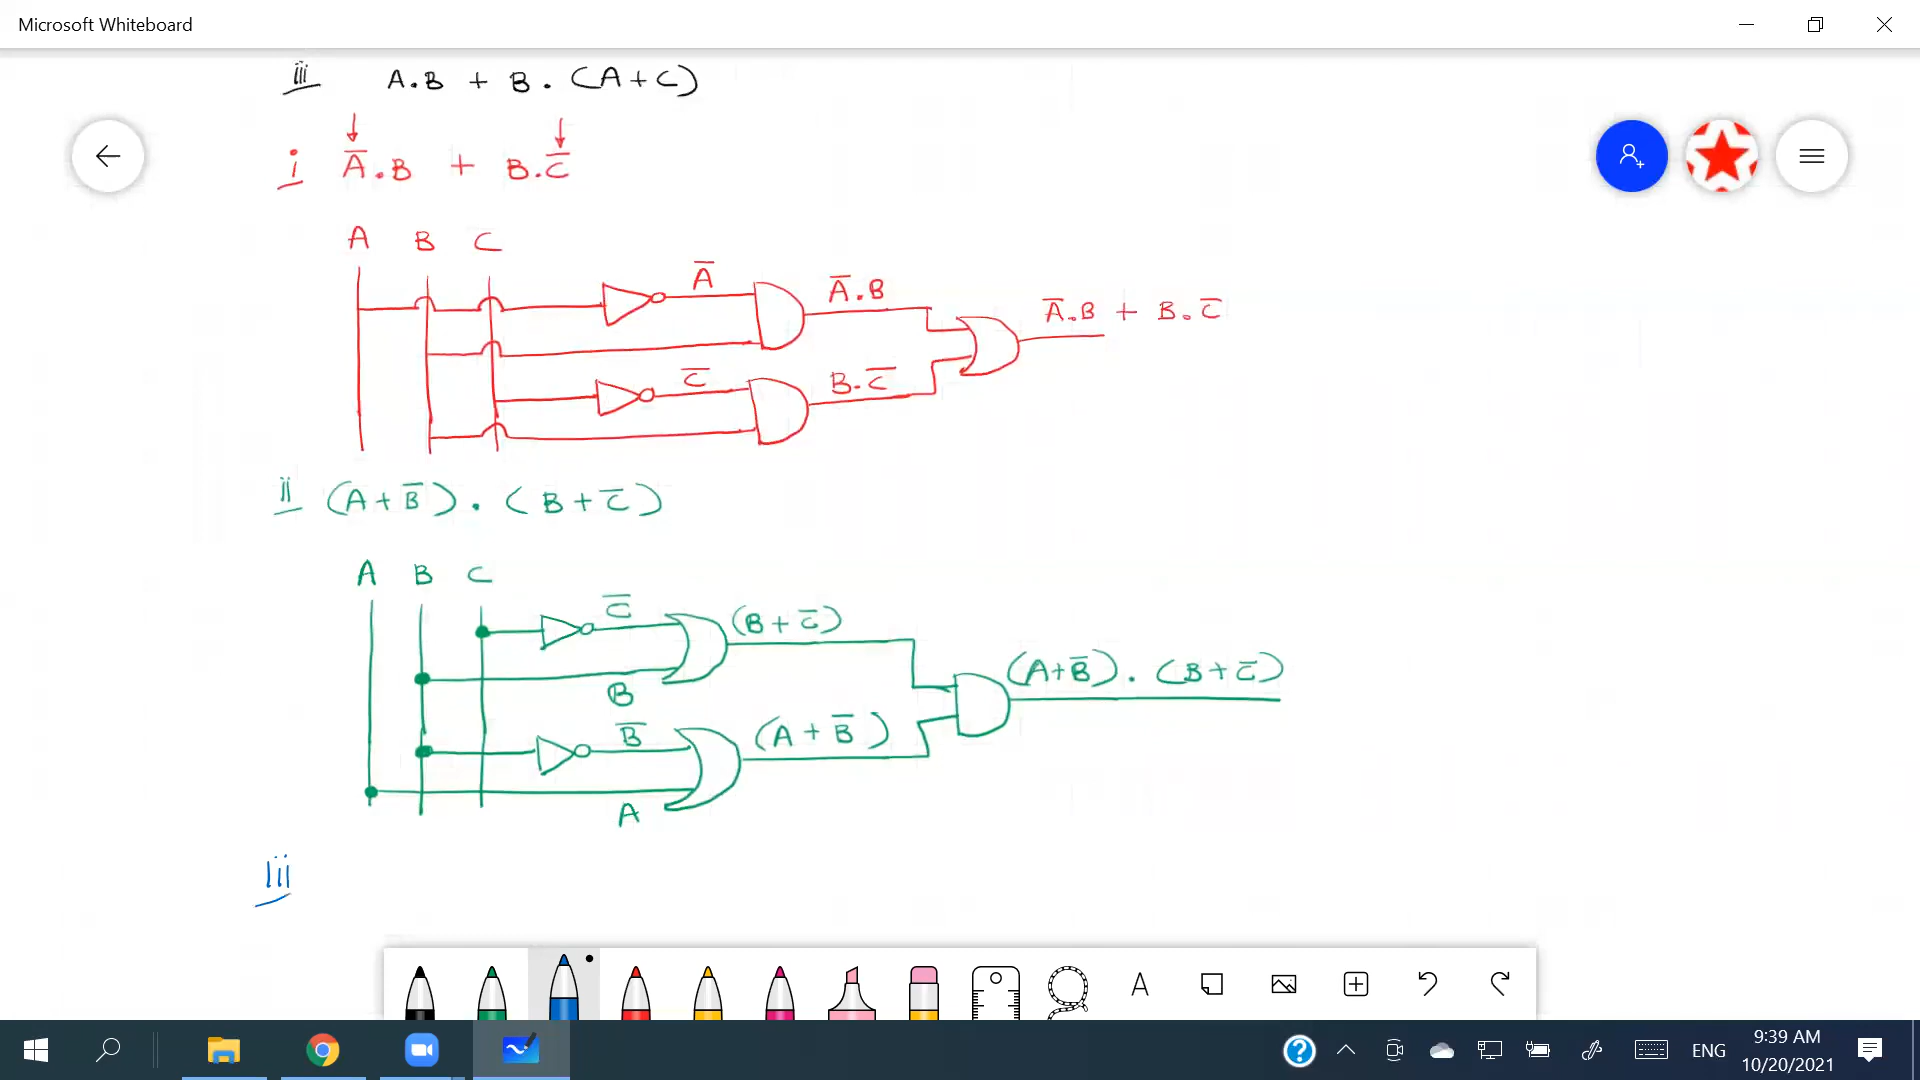 Microsoft Whiteboard
iii A.B + B.(A+C)
i A̅.B + B.C̅
A B C
A̅
A̅.B
A̅.B + B.C̅
C̅
B.C̅
ii (A+B̅).(B+C̅)
A B C
C̅
(B+C̅)
B
(A+B̅).(B+C̅)
B̅
(A+B̅)
A
iii
A
ENG
9:39 AM
10/20/2021